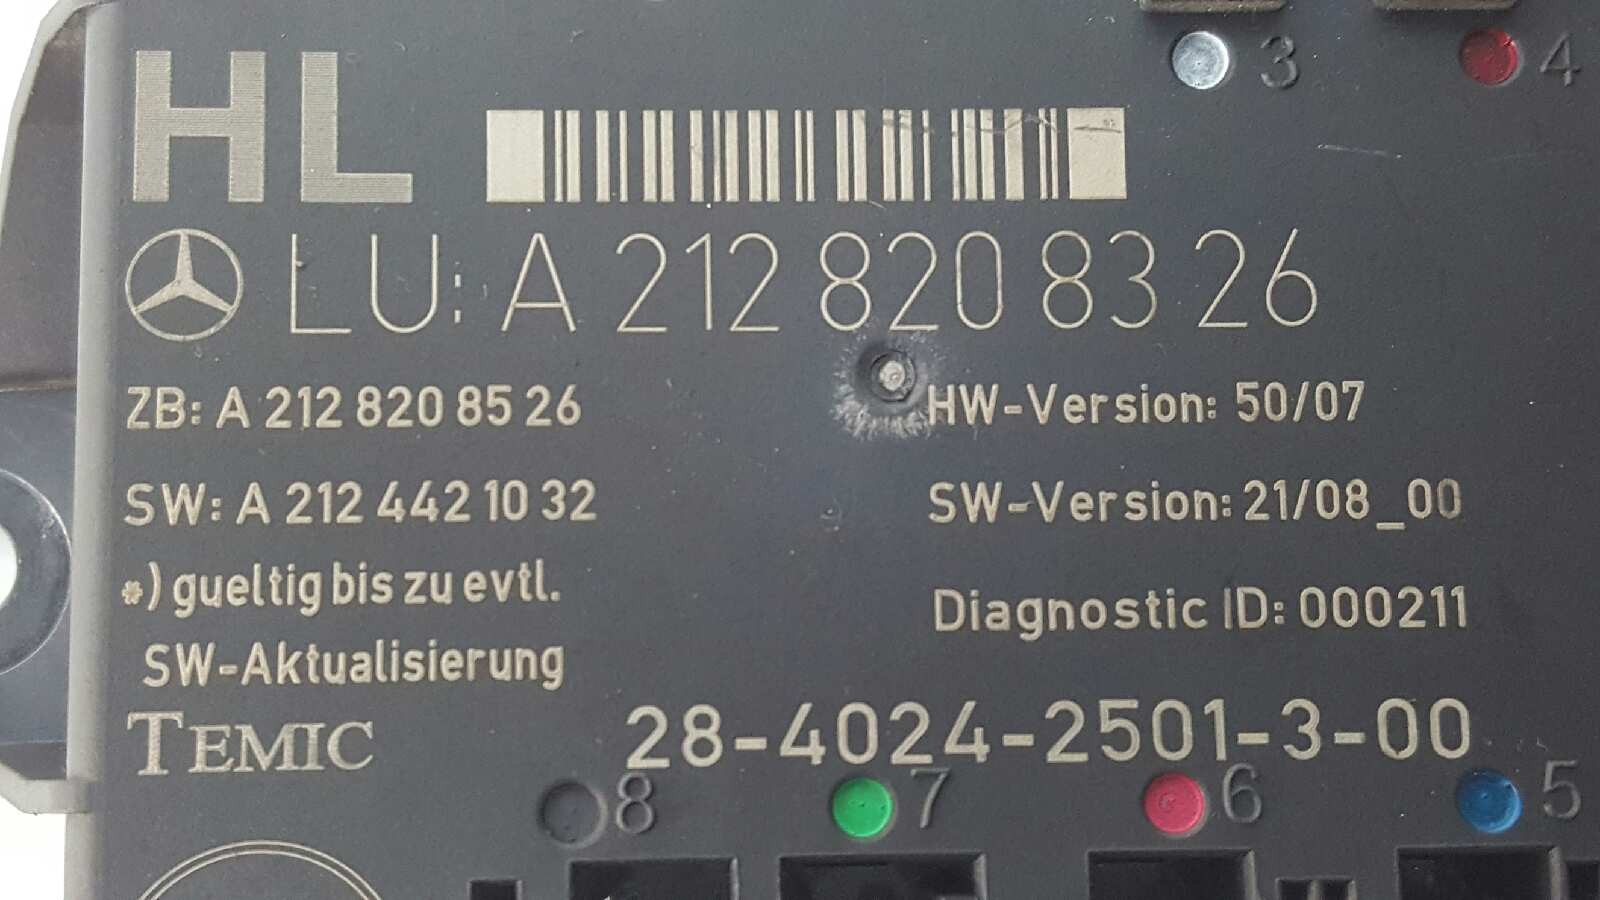 HL
3
4
LU: A 212 820 83 26
ZB: A 212 820 85 26
HW-Version: 50/07
SW: A 212 442 10 32
SW-Version: 21/08_00
*) gueltig bis zu evtl.
SW-Aktualisierung
Diagnostic ID: 000211
TEMIC
28-4024-2501-3-00
8
7
6
5